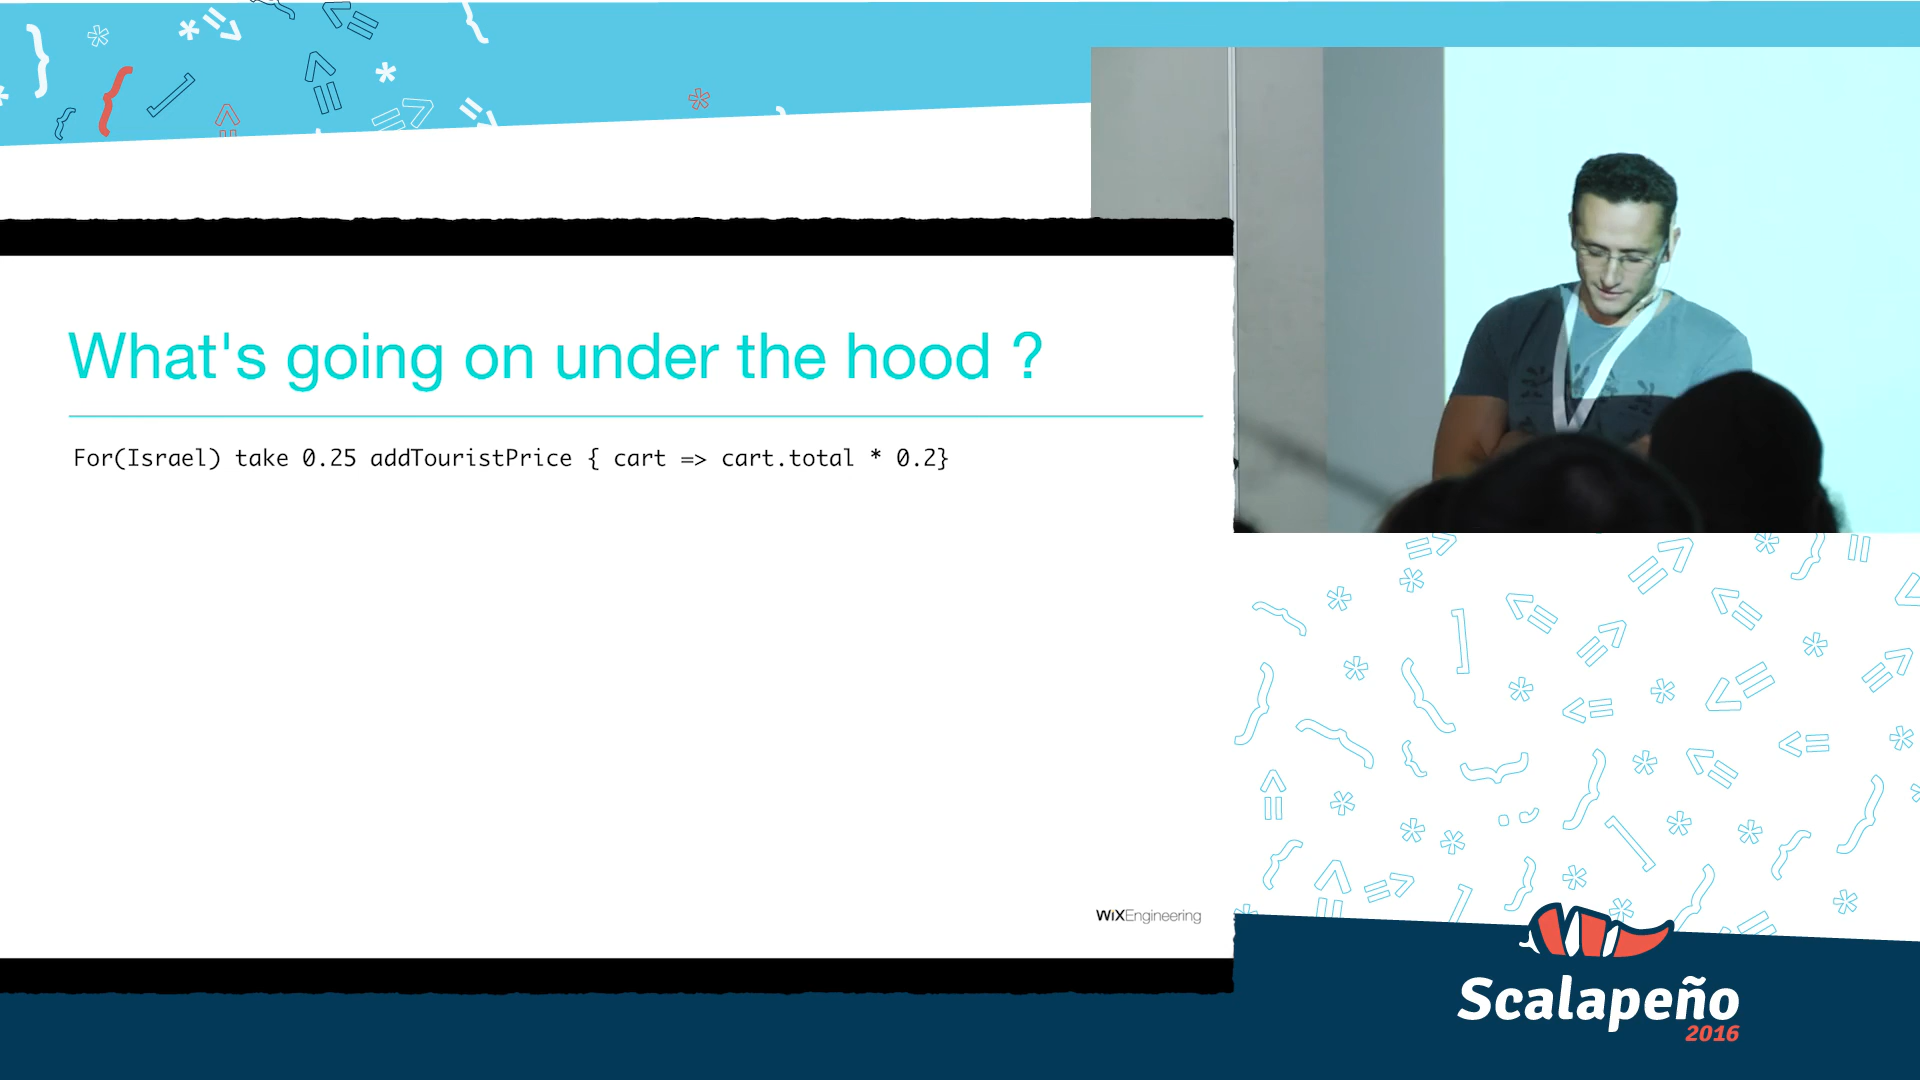 What's going on under the hood ?
For(Israel) take 0.25 addTouristPrice { cart => cart.total * 0.2}
WiXEngineering
Scalapeño
2016